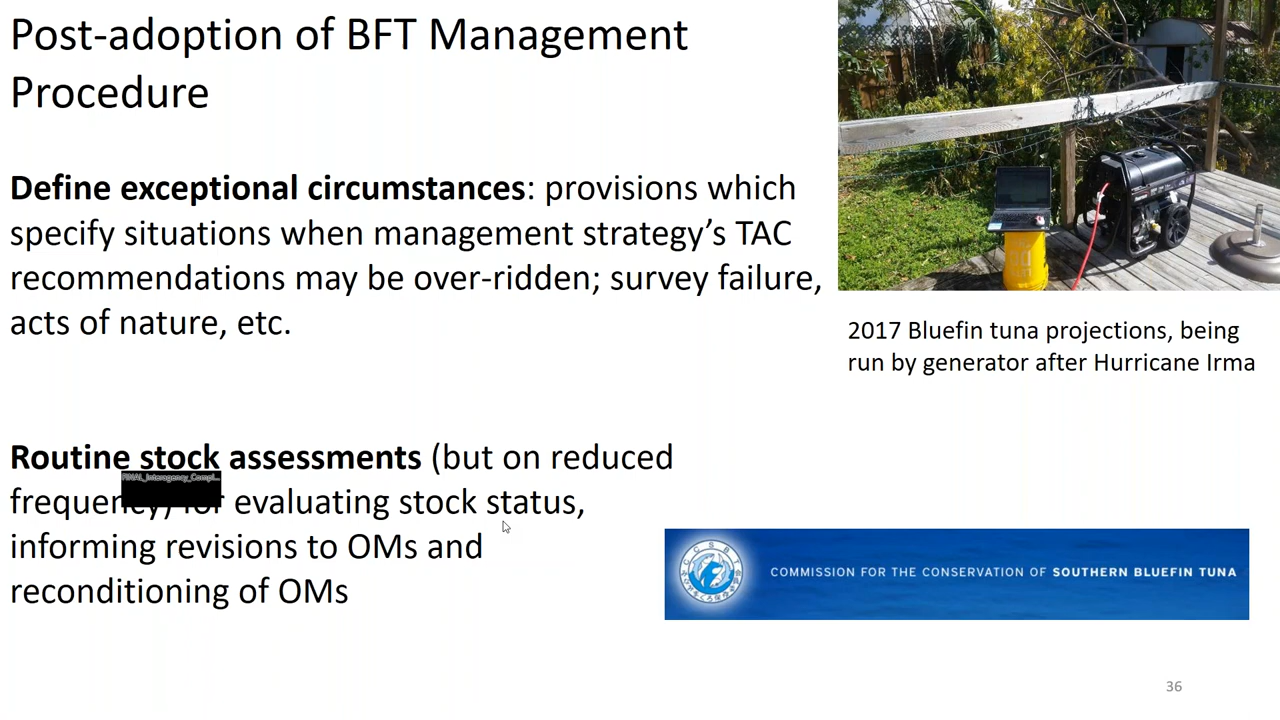 Post-adoption of BFT Management
Procedure
Define exceptional circumstances: provisions which
specify situations when management strategy’s TAC
recommendations may be over-ridden; survey failure,
acts of nature, etc.
2017 Bluefin tuna projections, being
run by generator after Hurricane Irma
Routine stock assessments (but on reduced
FINAL_Interagency_Compl...
frequency) for evaluating stock status,
informing revisions to OMs and
reconditioning of OMs
COMMISSION FOR THE CONSERVATION OF SOUTHERN BLUEFIN TUNA
36